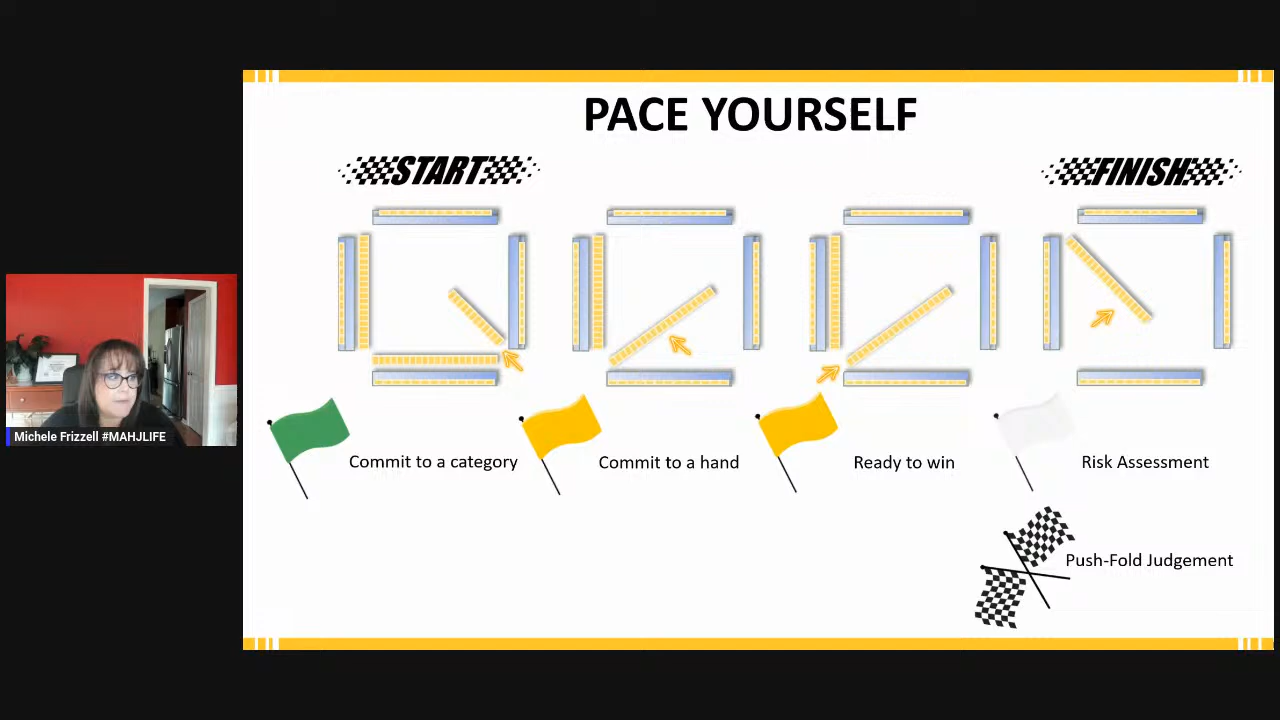 PACE YOURSELF
START
FINISH
Commit to a category
Commit to a hand
Ready to win
Risk Assessment
Push-Fold Judgement
Michele Frizzell #MAHJLIFE